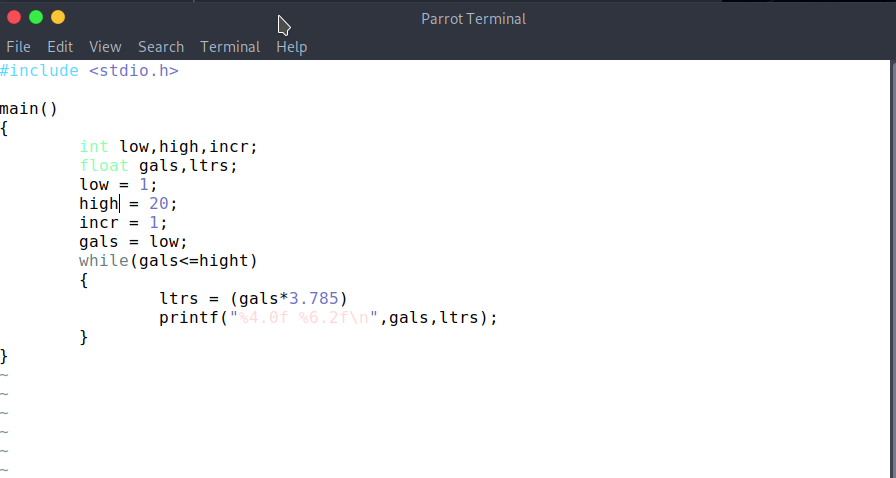 Parrot Terminal
File Edit View Search Terminal Help
#include <stdio.h>
main()
{
int low,high,incr;
float gals,ltrs;
low = 1;
high = 20;
incr = 1;
gals = low;
while(gals<=hight)
{
ltrs = (gals*3.785)
printf("%4.0f %6.2f\n",gals,ltrs);
}
}
~
~
~
~
~
~